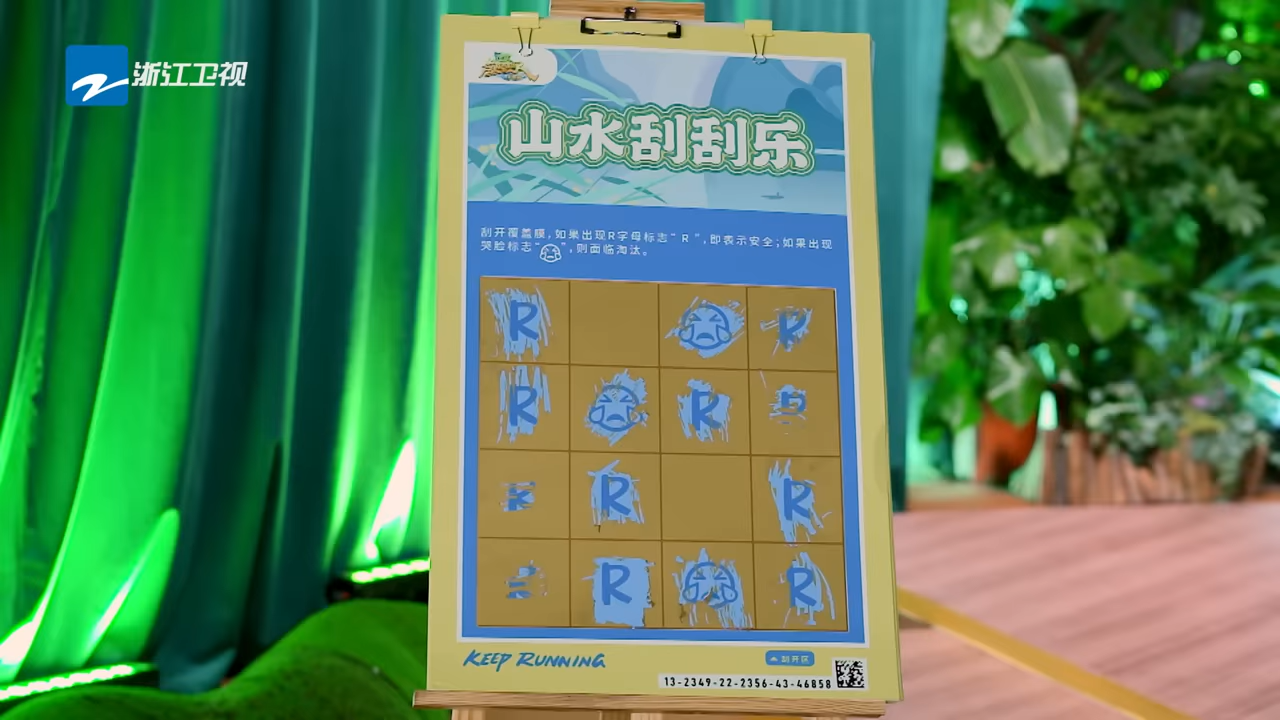 浙江卫视
山水刮刮乐
刮开覆盖膜，如果出现R字母标志“R”，即表示安全；如果出现
哭脸标志“ ”，则面临淘汰。
R R
R R
R R
R R
KEEP RUNNING
刮开区
13-2349-22-2356-43-46858